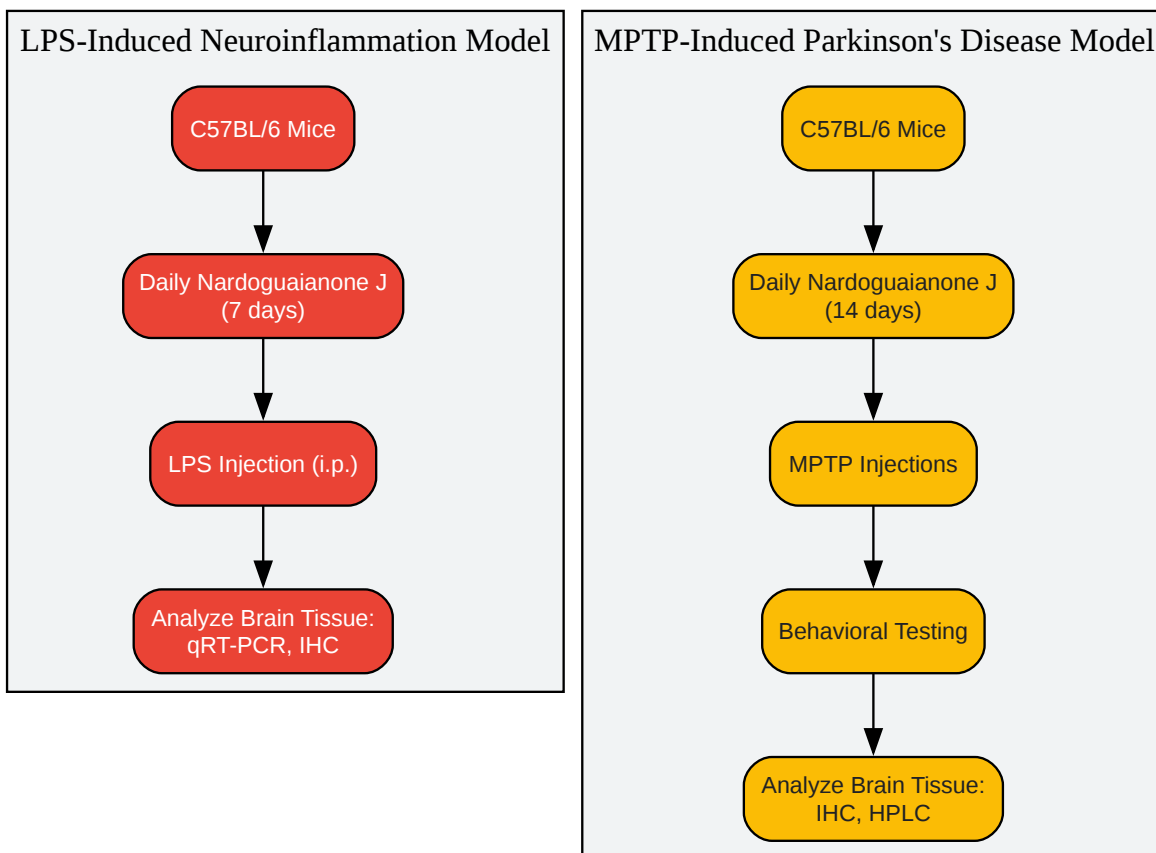 LPS-Induced Neuroinflammation Model
C57BL/6 Mice
Daily Nardoguaianone J
(7 days)
LPS Injection (i.p.)
Analyze Brain Tissue:
qRT-PCR, IHC
MPTP-Induced Parkinson's Disease Model
C57BL/6 Mice
Daily Nardoguaianone J
(14 days)
MPTP Injections
Behavioral Testing
Analyze Brain Tissue:
IHC, HPLC